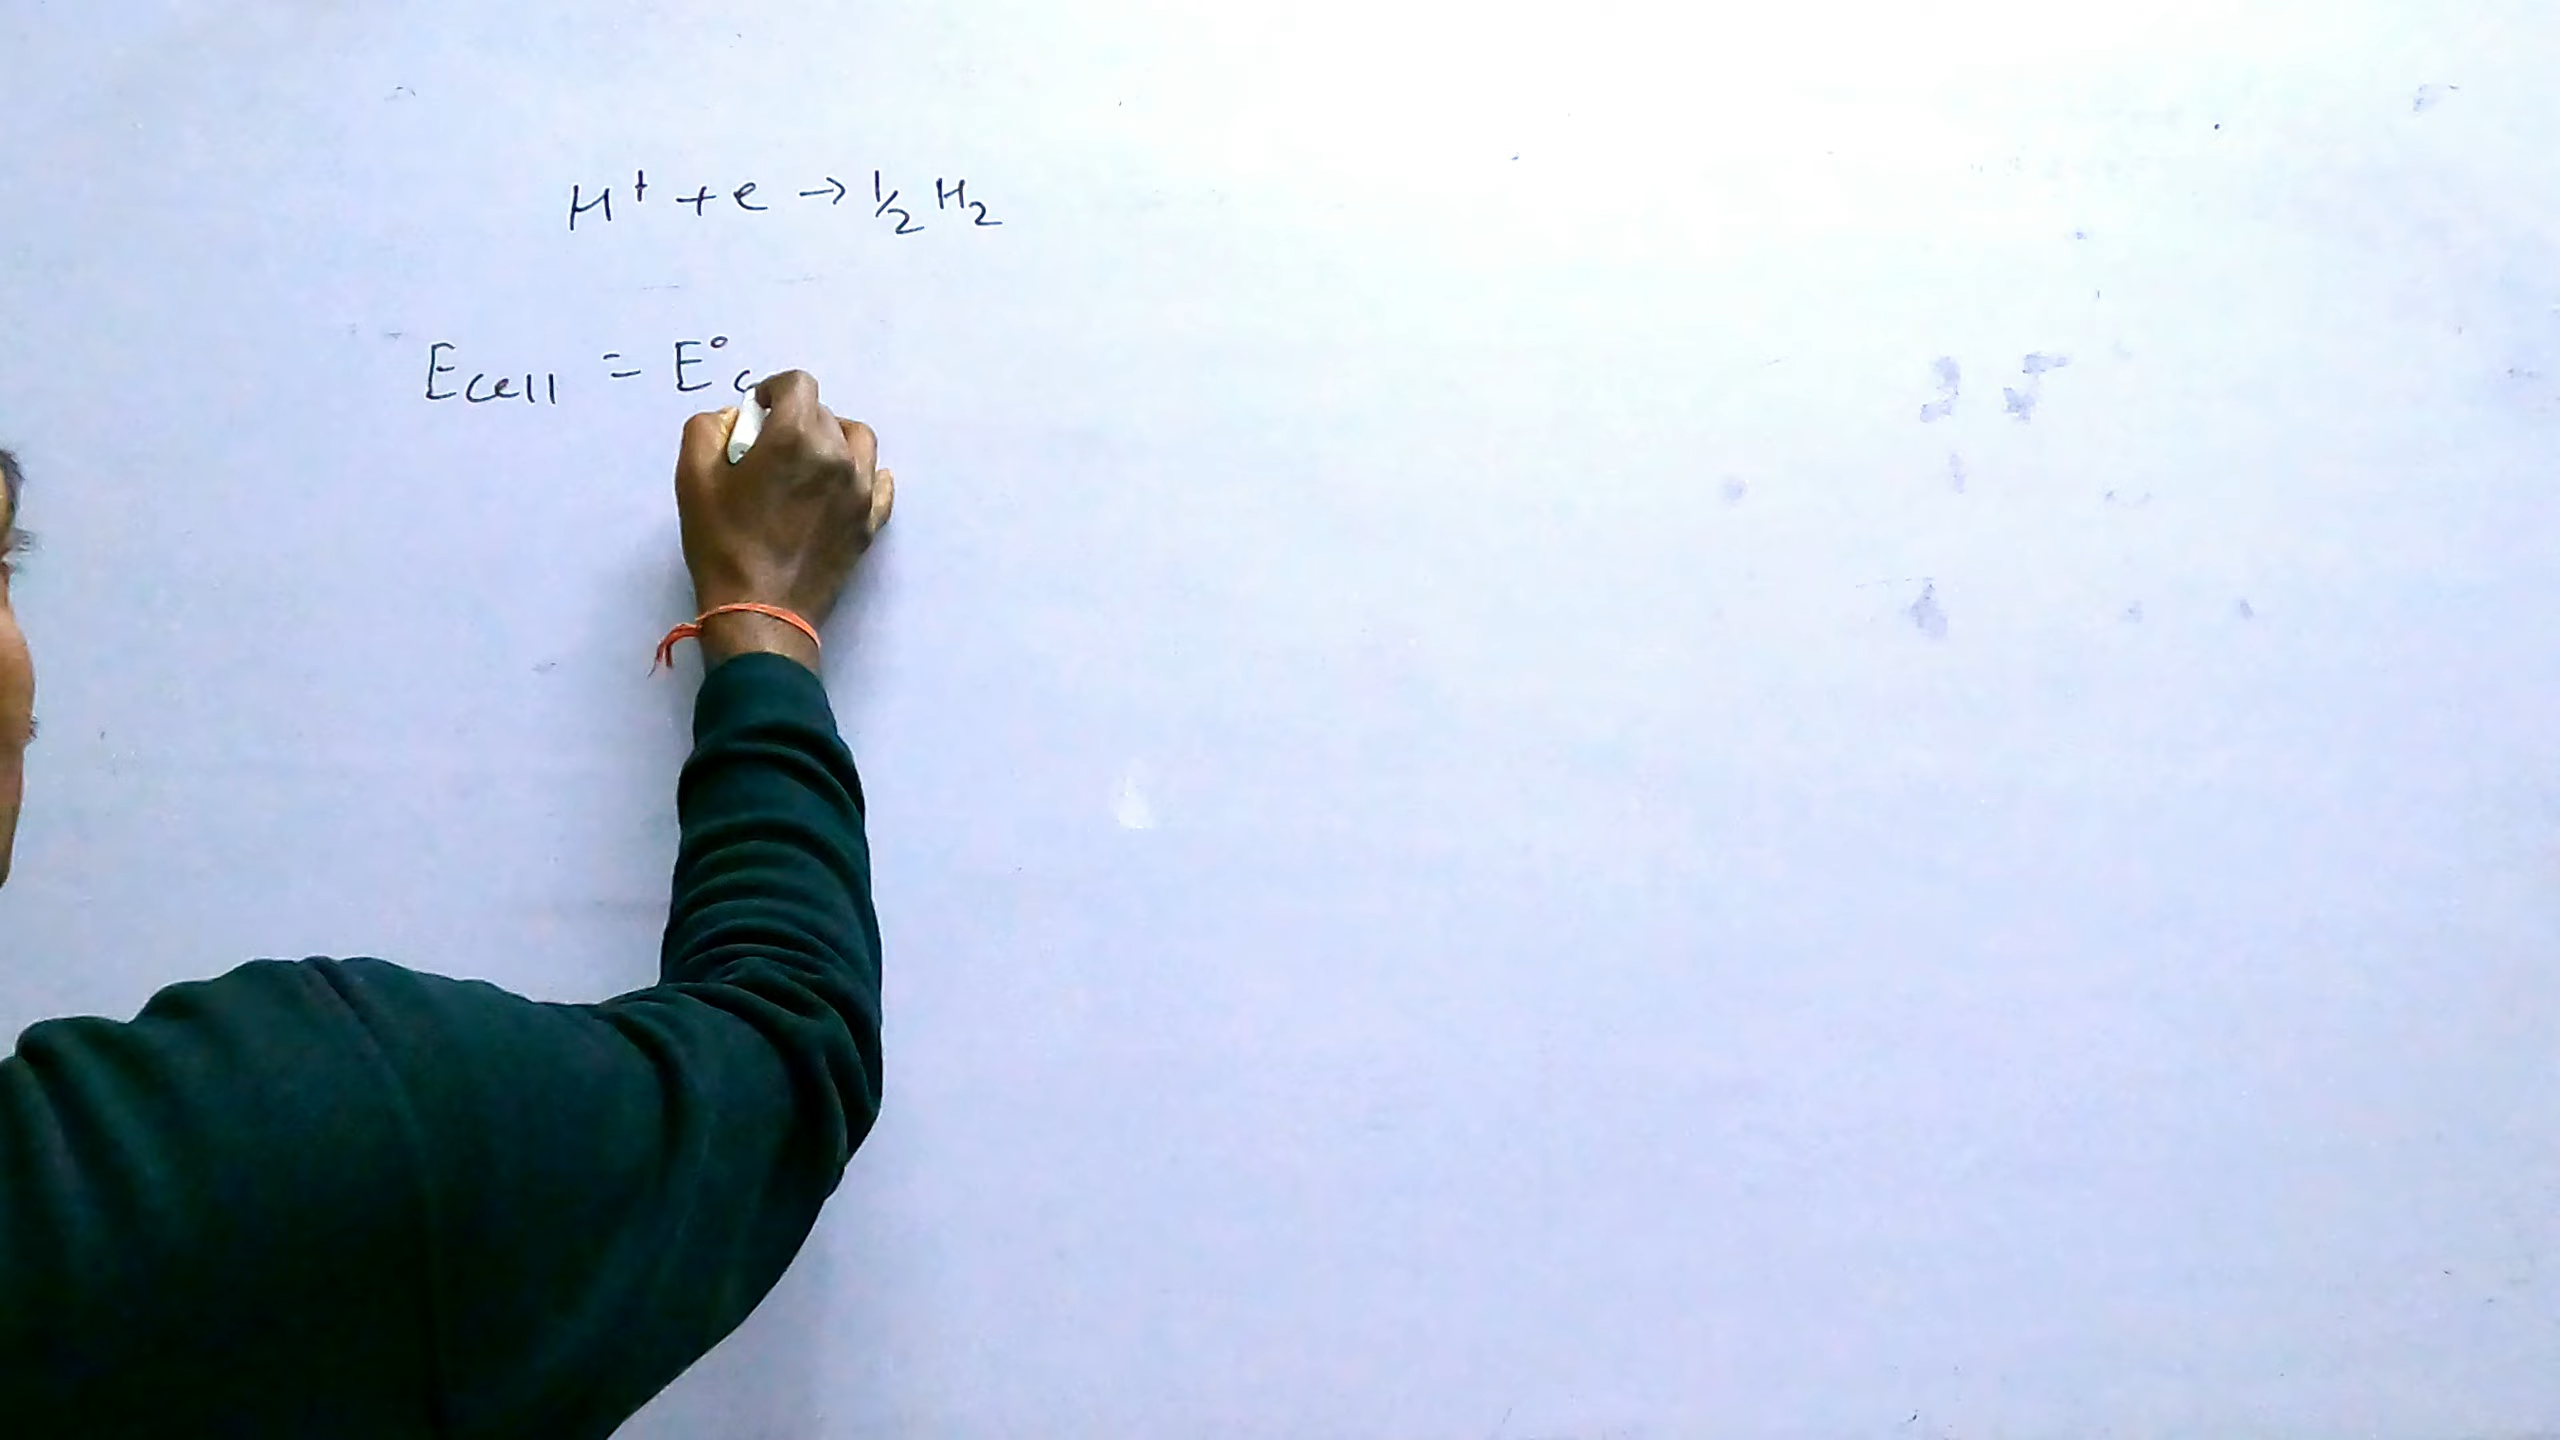 H⁺ + e → ½ H₂
Ecell = E° c